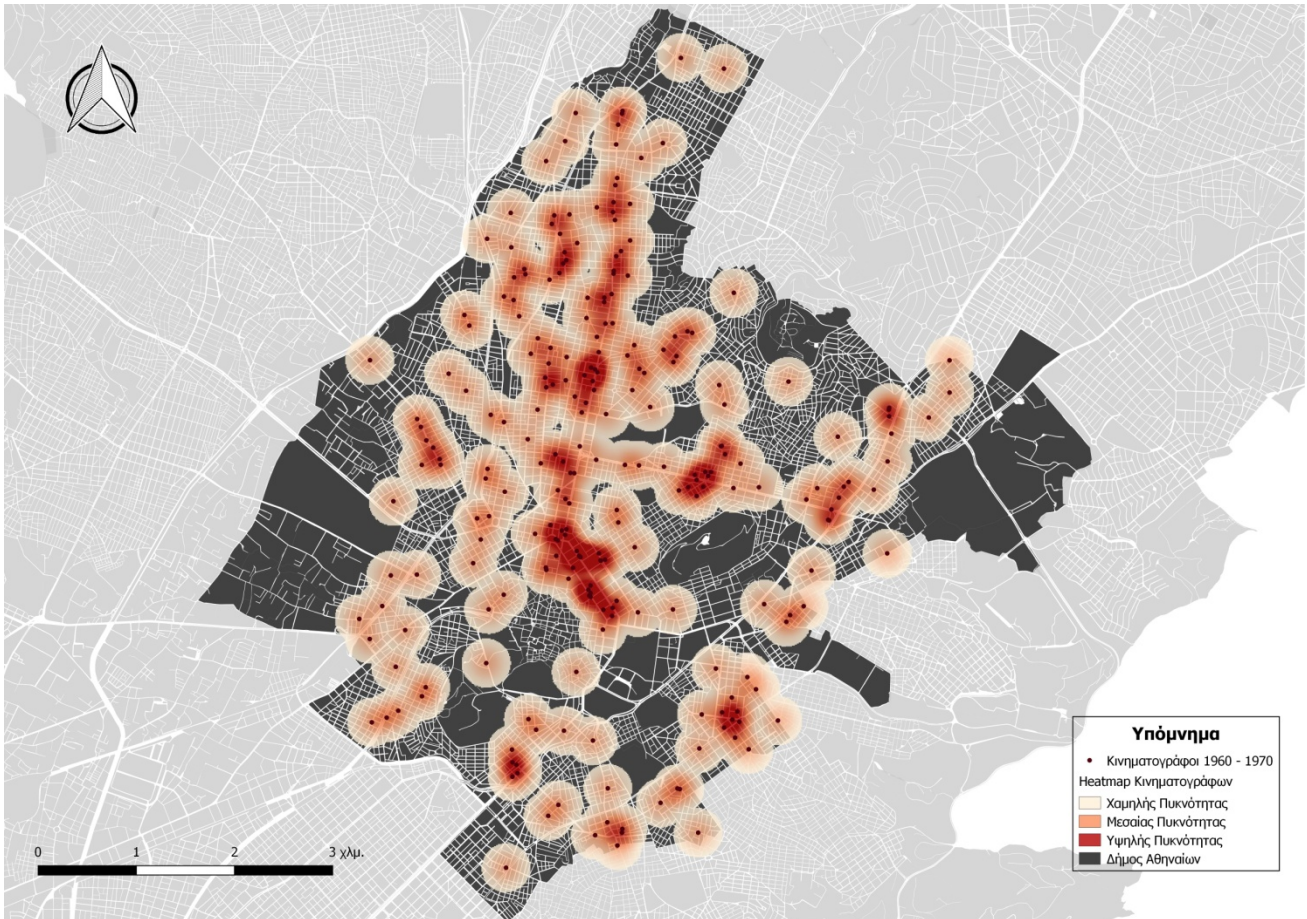 Υπόμνημα
Κινηματογράφοι 1960 - 1970
Heatmap Κινηματογράφων
Χαμηλής Πυκνότητας
Μεσαίας Πυκνότητας
Υψηλής Πυκνότητας
Δήμος Αθηναίων
0 1 2 3 χλμ.